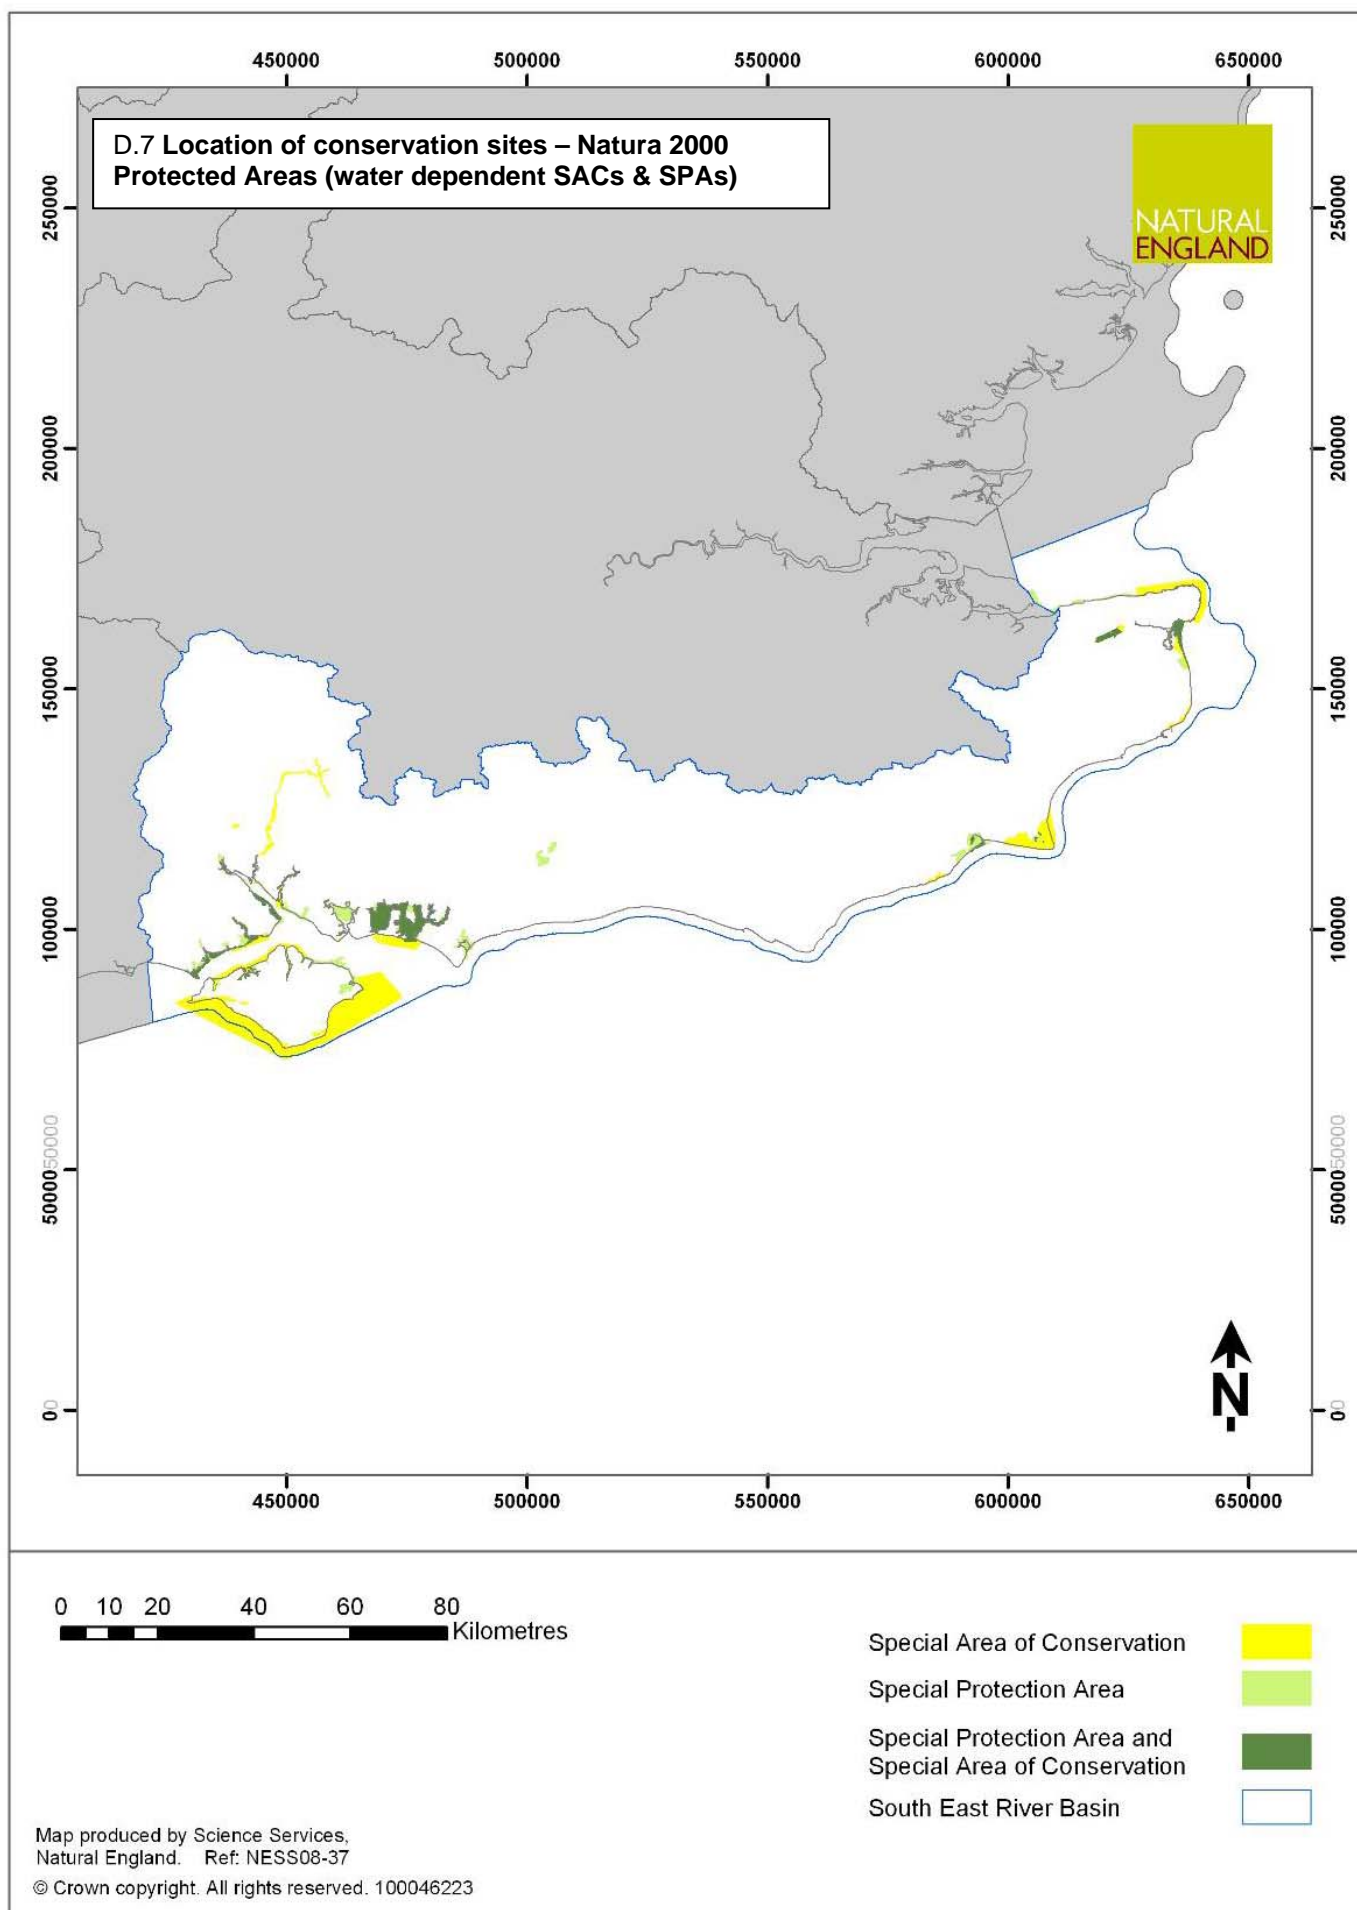 450000 500000 550000 600000 650000
D.7 Location of conservation sites – Natura 2000
Protected Areas (water dependent SACs & SPAs)
NATURAL
ENGLAND
250000 250000
200000 200000
150000 150000
100000 100000
50000 50000 50000 50000
0 0 0 0
N
450000 500000 550000 600000 650000
0 10 20 40 60 80
Kilometres
Special Area of Conservation
Special Protection Area
Special Protection Area and
Special Area of Conservation
South East River Basin
Map produced by Science Services,
Natural England. Ref: NESS08-37
© Crown copyright. All rights reserved. 100046223